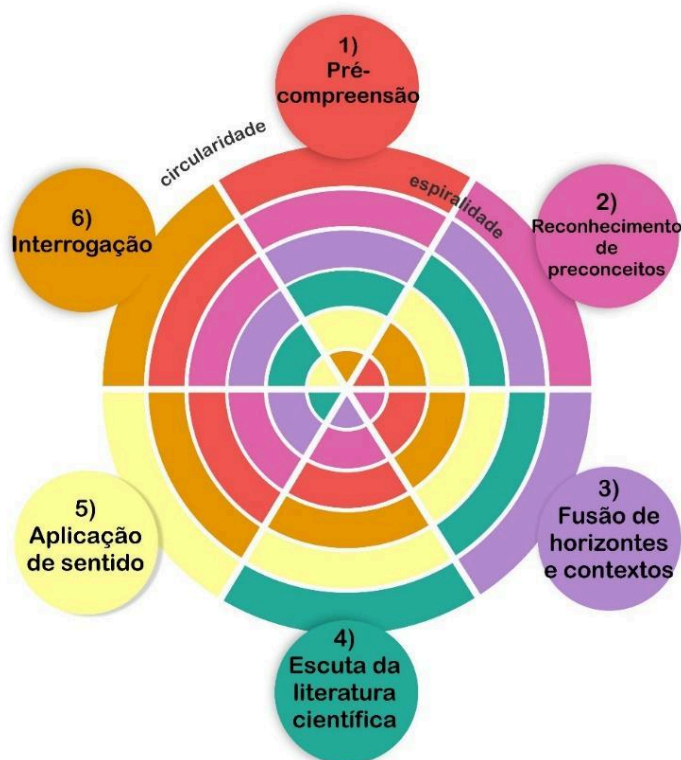 1)
Pré-
compreensão
circularidade
espiralidade
2)
Reconhecimento
de
preconceitos
3)
Fusão de
horizontes
e contextos
4)
Escuta da
literatura
científica
5)
Aplicação
de sentido
6)
Interrogação